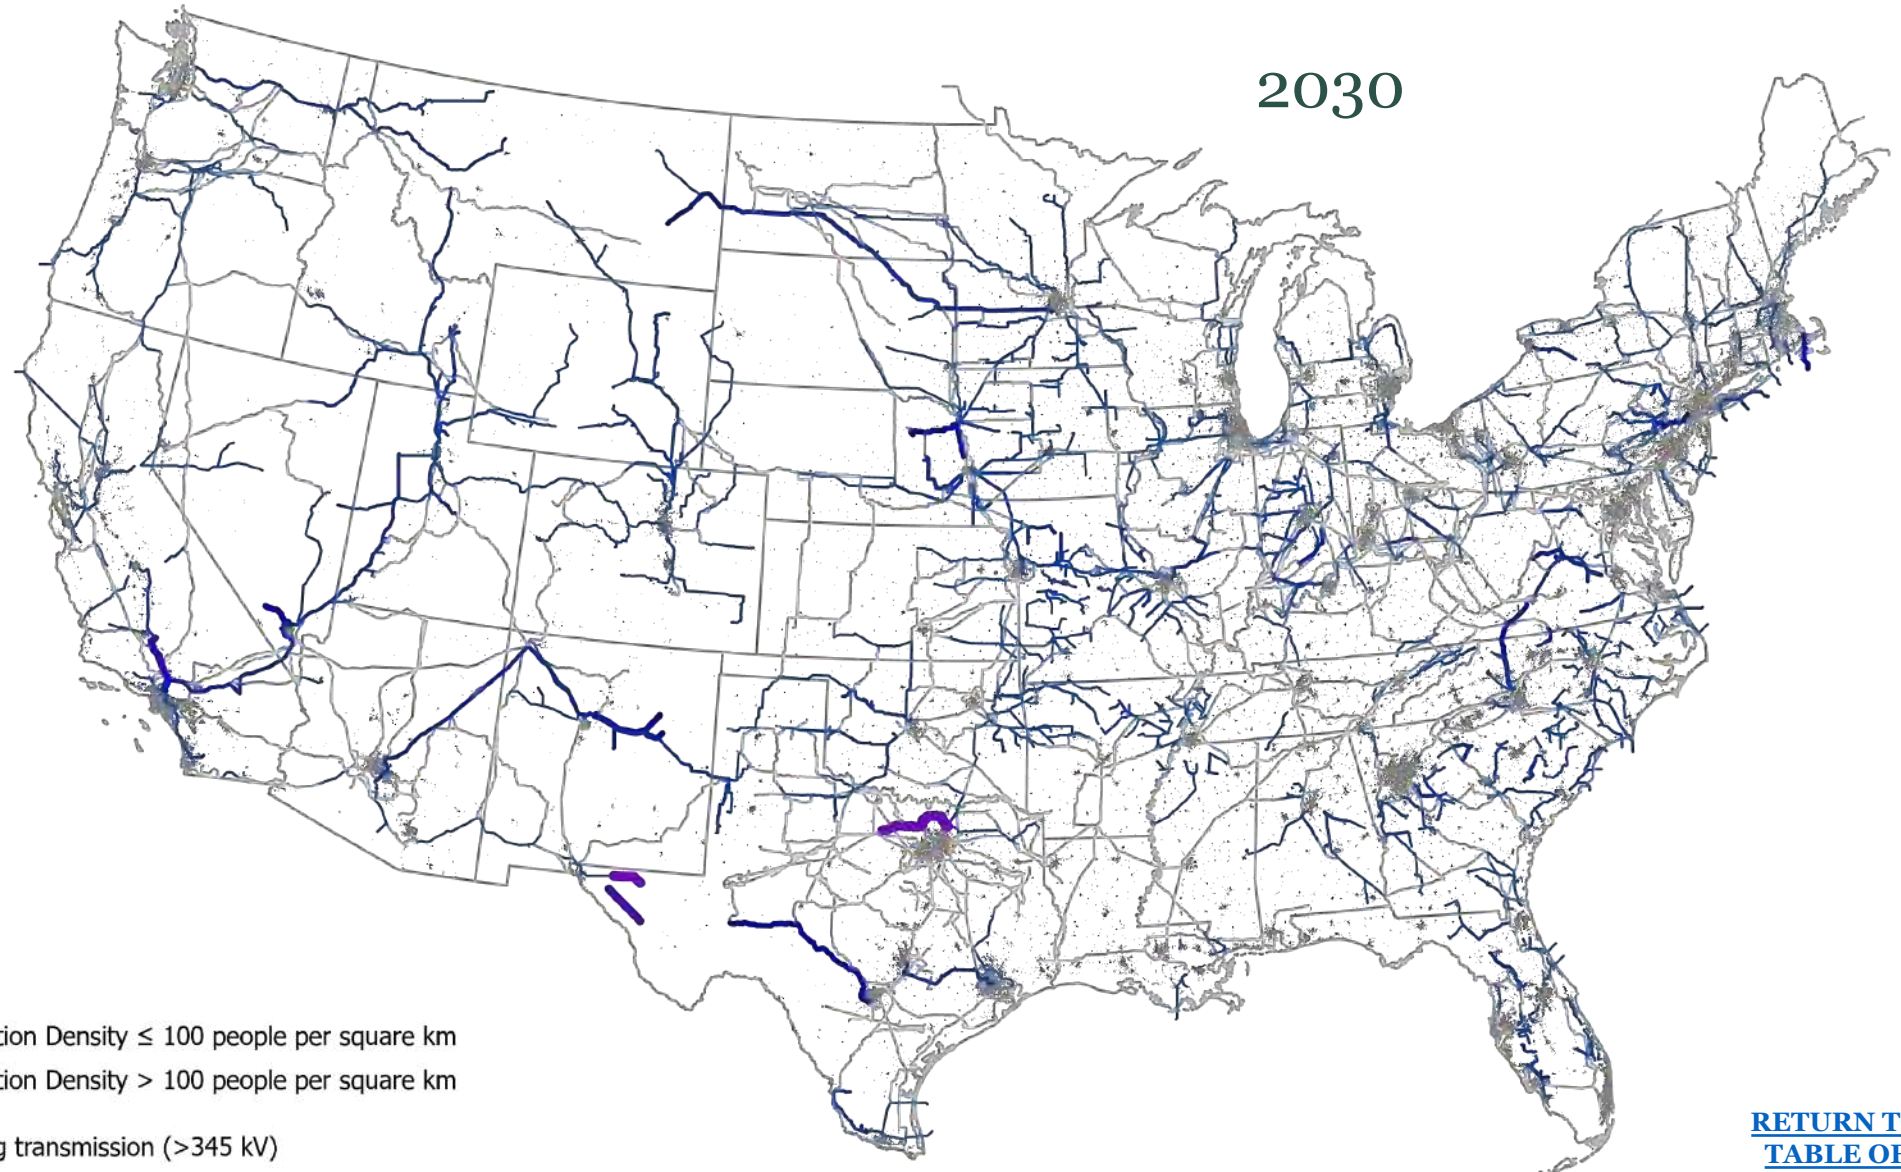 2030
tion Density ≤ 100 people per square km
tion Density > 100 people per square km
g transmission (>345 kV)
RETURN T
TABLE OF